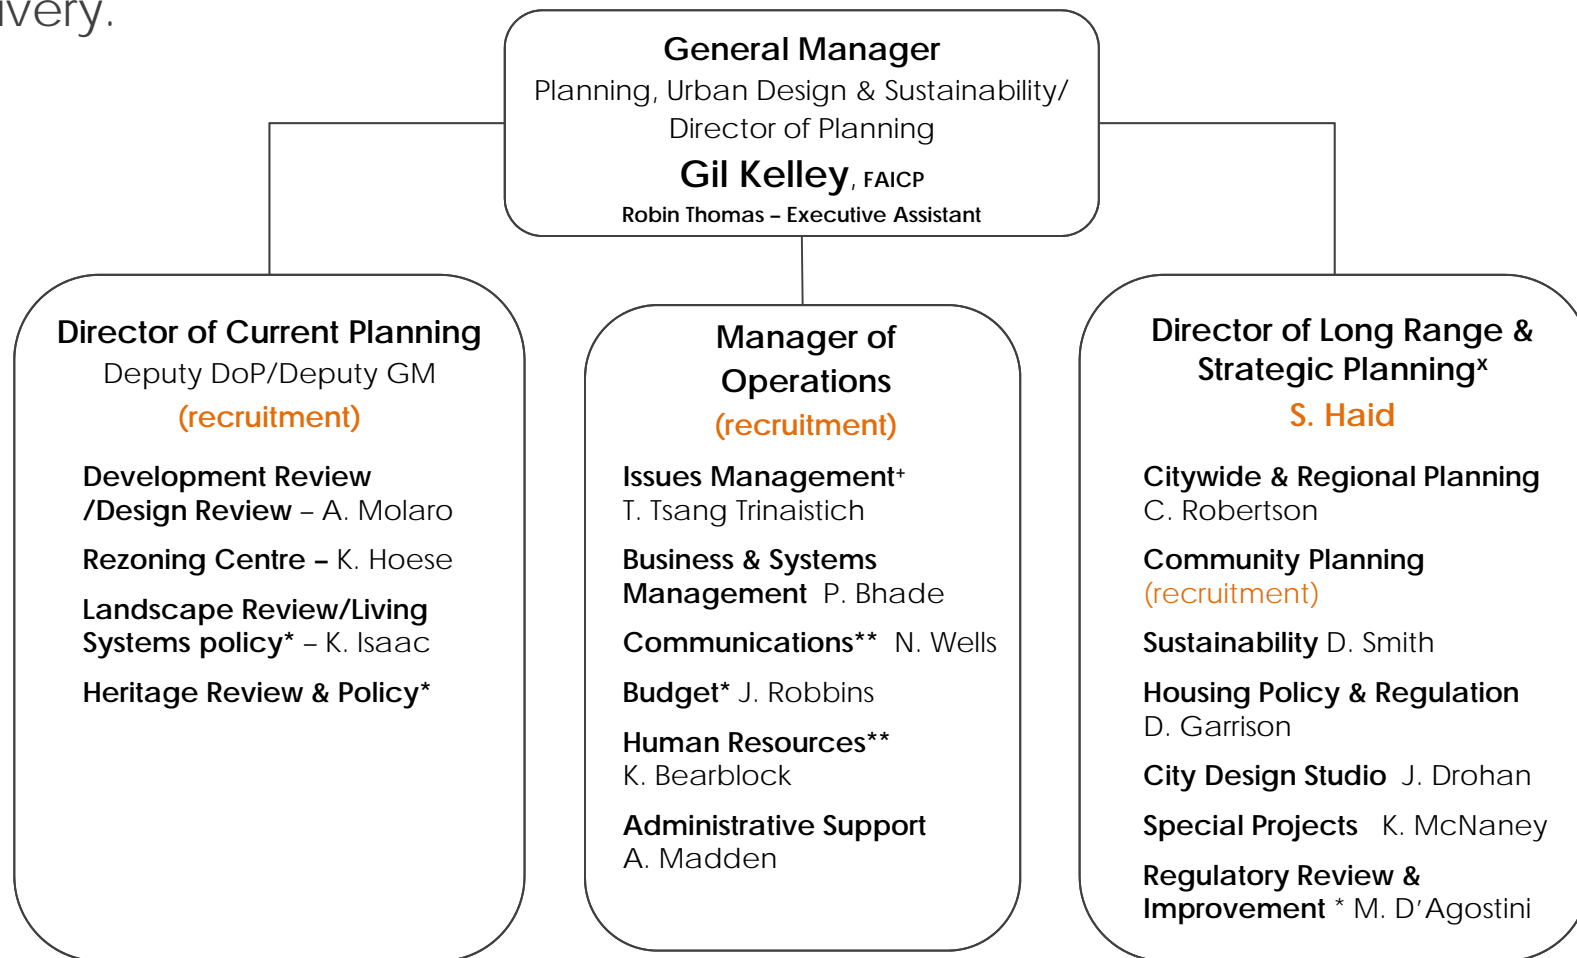 ivery.
General Manager
Planning, Urban Design & Sustainability/
Director of Planning
Gil Kelley, FAICP
Robin Thomas – Executive Assistant
Director of Current Planning
Deputy DoP/Deputy GM
(recruitment)
Development Review
/Design Review – A. Molaro
Rezoning Centre – K. Hoese
Landscape Review/Living
Systems policy* – K. Isaac
Heritage Review & Policy*
Manager of
Operations
(recruitment)
Issues Management+
T. Tsang Trinaistich
Business & Systems
Management P. Bhade
Communications** N. Wells
Budget* J. Robbins
Human Resources**
K. Bearblock
Administrative Support
A. Madden
Director of Long Range &
Strategic Planningx
S. Haid
Citywide & Regional Planning
C. Robertson
Community Planning
(recruitment)
Sustainability D. Smith
Housing Policy & Regulation
D. Garrison
City Design Studio J. Drohan
Special Projects K. McNaney
Regulatory Review &
Improvement * M. D’Agostini